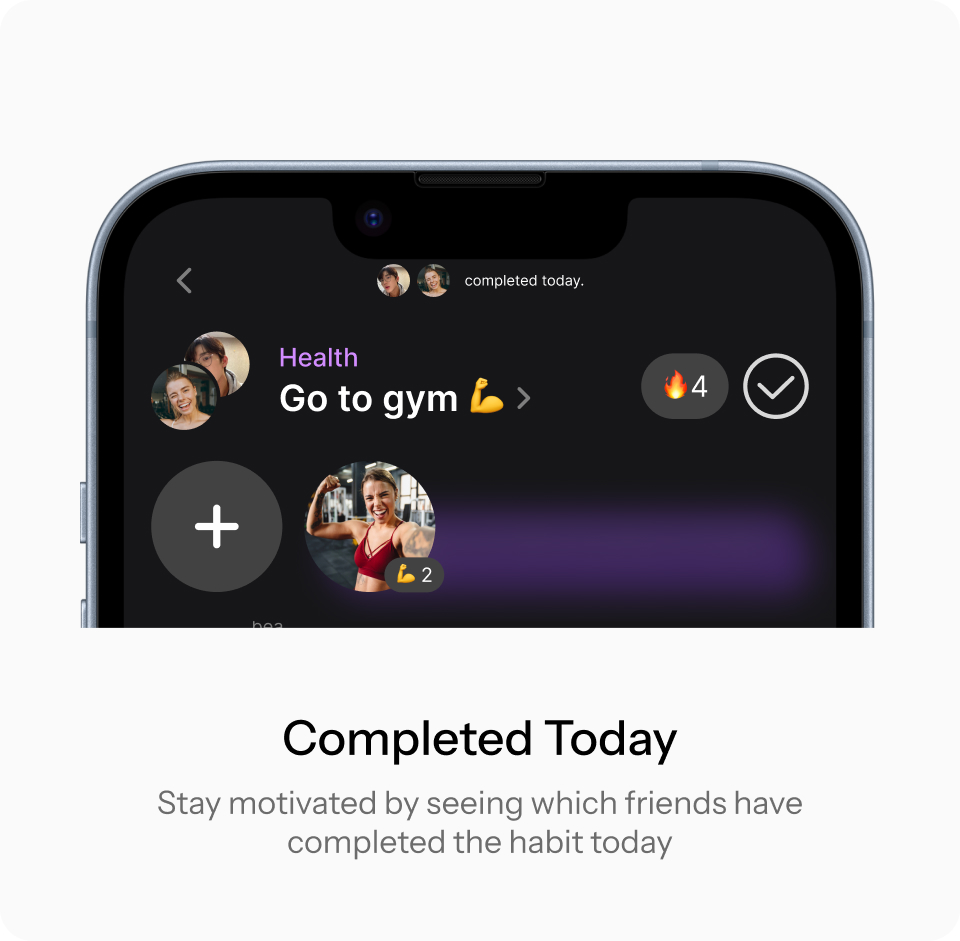 completed today.
Health
Go to gym 💪
🔥4
💪 2
Completed Today
Stay motivated by seeing which friends have
completed the habit today